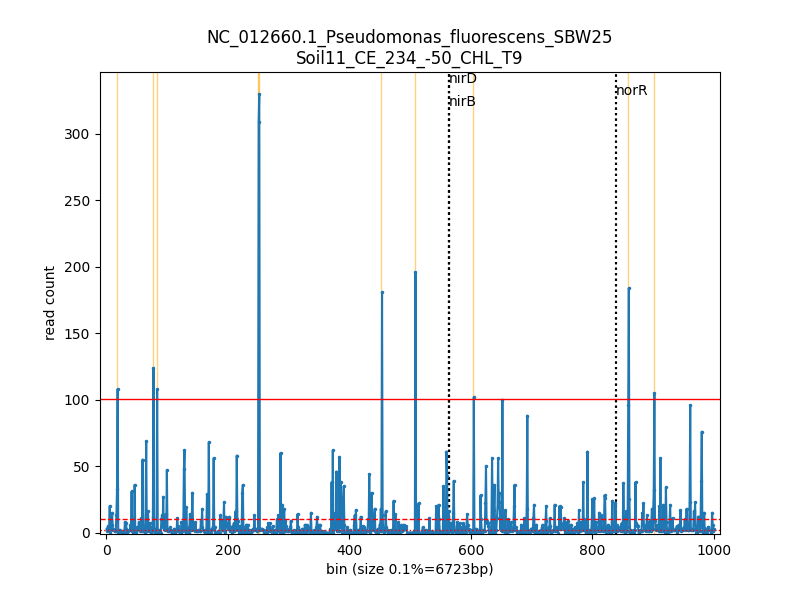 NC_012660.1_Pseudomonas_fluorescens_SBW25
Soil11_CE_234_-50_CHL_T9
nirD
nirB
norR
300
250
200
150
100
50
0
read count
0 200 400 600 800 1000
bin (size 0.1%=6723bp)